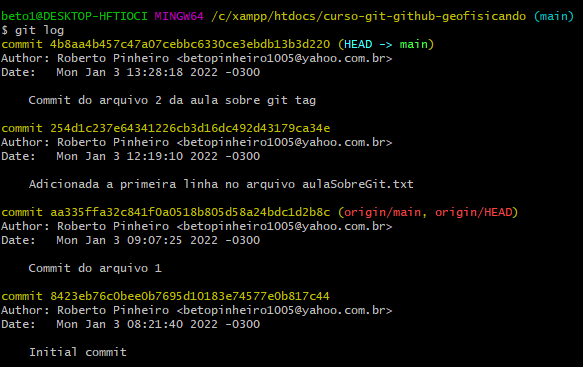 beto1@DESKTOP-HFTIOCI MINGW64 /c/xampp/htdocs/curso-git-github-geofisicando (main)
$ git log
commit 4b8aa4b457c47a07cebbc6330ce3ebdb13b3d220 (HEAD -> main)
Author: Roberto Pinheiro <betopinheiro1005@yahoo.com.br>
Date:   Mon Jan 3 13:28:18 2022 -0300
Commit do arquivo 2 da aula sobre git tag
commit 254d1c237e64341226cb3d16dc492d43179ca34e
Author: Roberto Pinheiro <betopinheiro1005@yahoo.com.br>
Date:   Mon Jan 3 12:19:10 2022 -0300
Adicionada a primeira linha no arquivo aulaSobreGit.txt
commit aa335ffa32c841f0a0518b805d58a24bdc1d2b8c (origin/main, origin/HEAD)
Author: Roberto Pinheiro <betopinheiro1005@yahoo.com.br>
Date:   Mon Jan 3 09:07:25 2022 -0300
Commit do arquivo 1
commit 8423eb76c0bee0b7695d10183e74577e0b817c44
Author: Roberto Pinheiro <betopinheiro1005@yahoo.com.br>
Date:   Mon Jan 3 08:21:40 2022 -0300
Initial commit